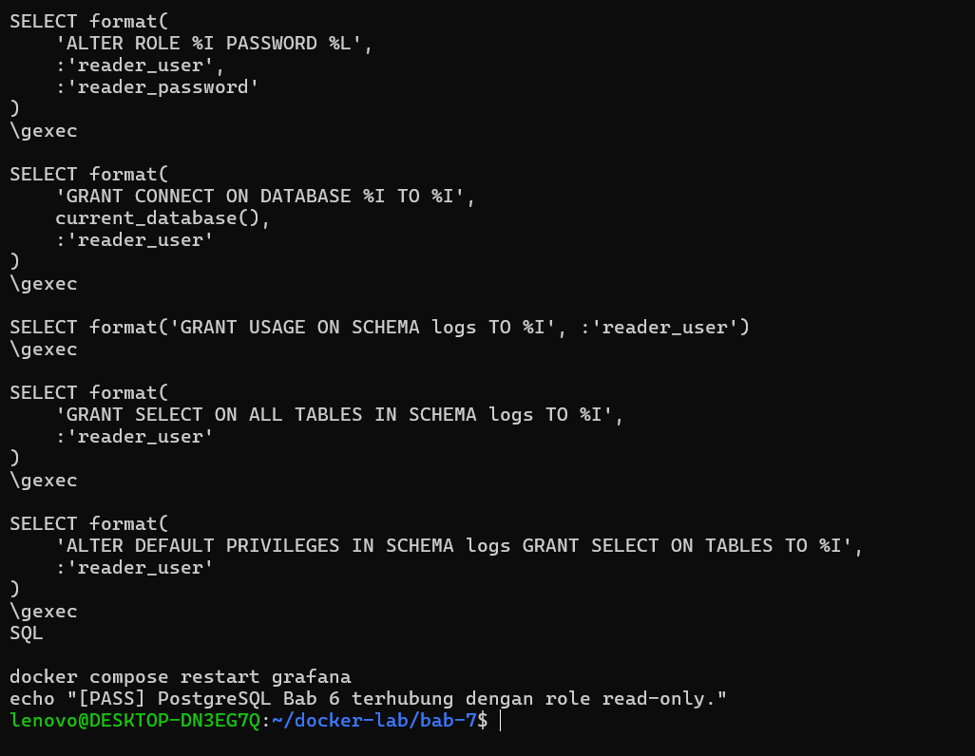 SELECT format(
    'ALTER ROLE %I PASSWORD %L',
    :'reader_user',
    :'reader_password'
)
\gexec

SELECT format(
    'GRANT CONNECT ON DATABASE %I TO %I',
    current_database(),
    :'reader_user'
)
\gexec

SELECT format('GRANT USAGE ON SCHEMA logs TO %I', :'reader_user')
\gexec

SELECT format(
    'GRANT SELECT ON ALL TABLES IN SCHEMA logs TO %I',
    :'reader_user'
)
\gexec

SELECT format(
    'ALTER DEFAULT PRIVILEGES IN SCHEMA logs GRANT SELECT ON TABLES TO %I',
    :'reader_user'
)
\gexec
SQL

docker compose restart grafana
echo "[PASS] PostgreSQL Bab 6 terhubung dengan role read-only."
lenovo@DESKTOP-DN3EG7Q:~/docker-lab/bab-7$